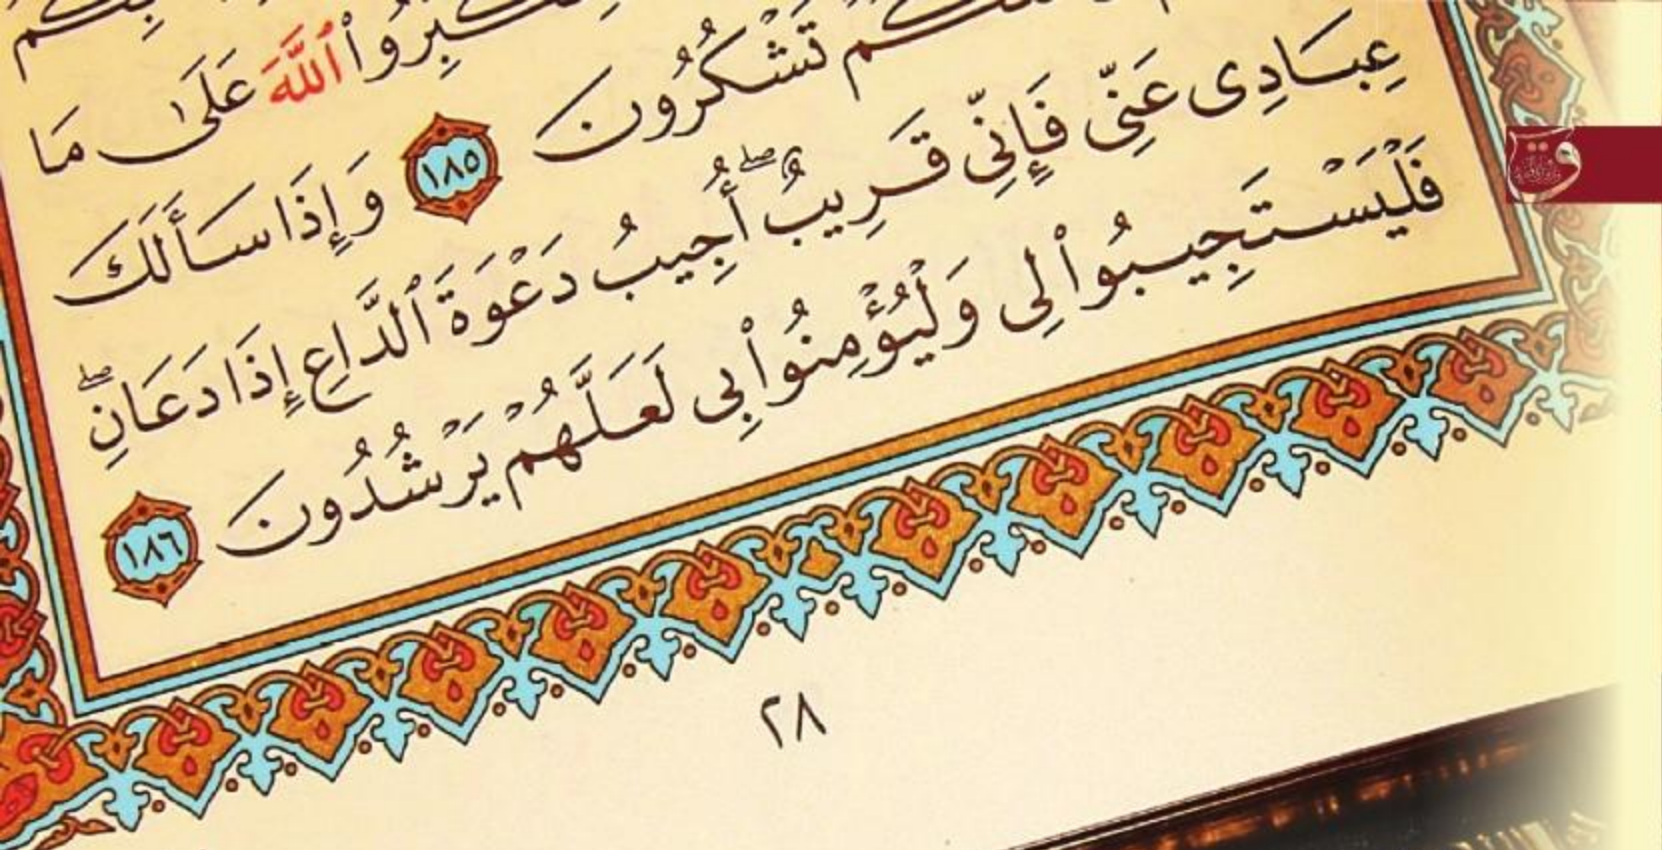 بِكُمُ
وَلِتُكَبِّرُوا۟ ٱللَّهَ عَلَىٰ مَا
تَشْكُرُونَ ١٨٥ وَإِذَا سَأَلَكَ
عِبَادِى عَنِّى فَإِنِّى قَرِيبٌ ۖ أُجِيبُ دَعْوَةَ ٱلدَّاعِ إِذَا دَعَانِ ۖ
فَلْيَسْتَجِيبُوا۟ لِى وَلْيُؤْمِنُوا۟ بِى لَعَلَّهُمْ يَرْشُدُونَ ١٨٦
٢٨